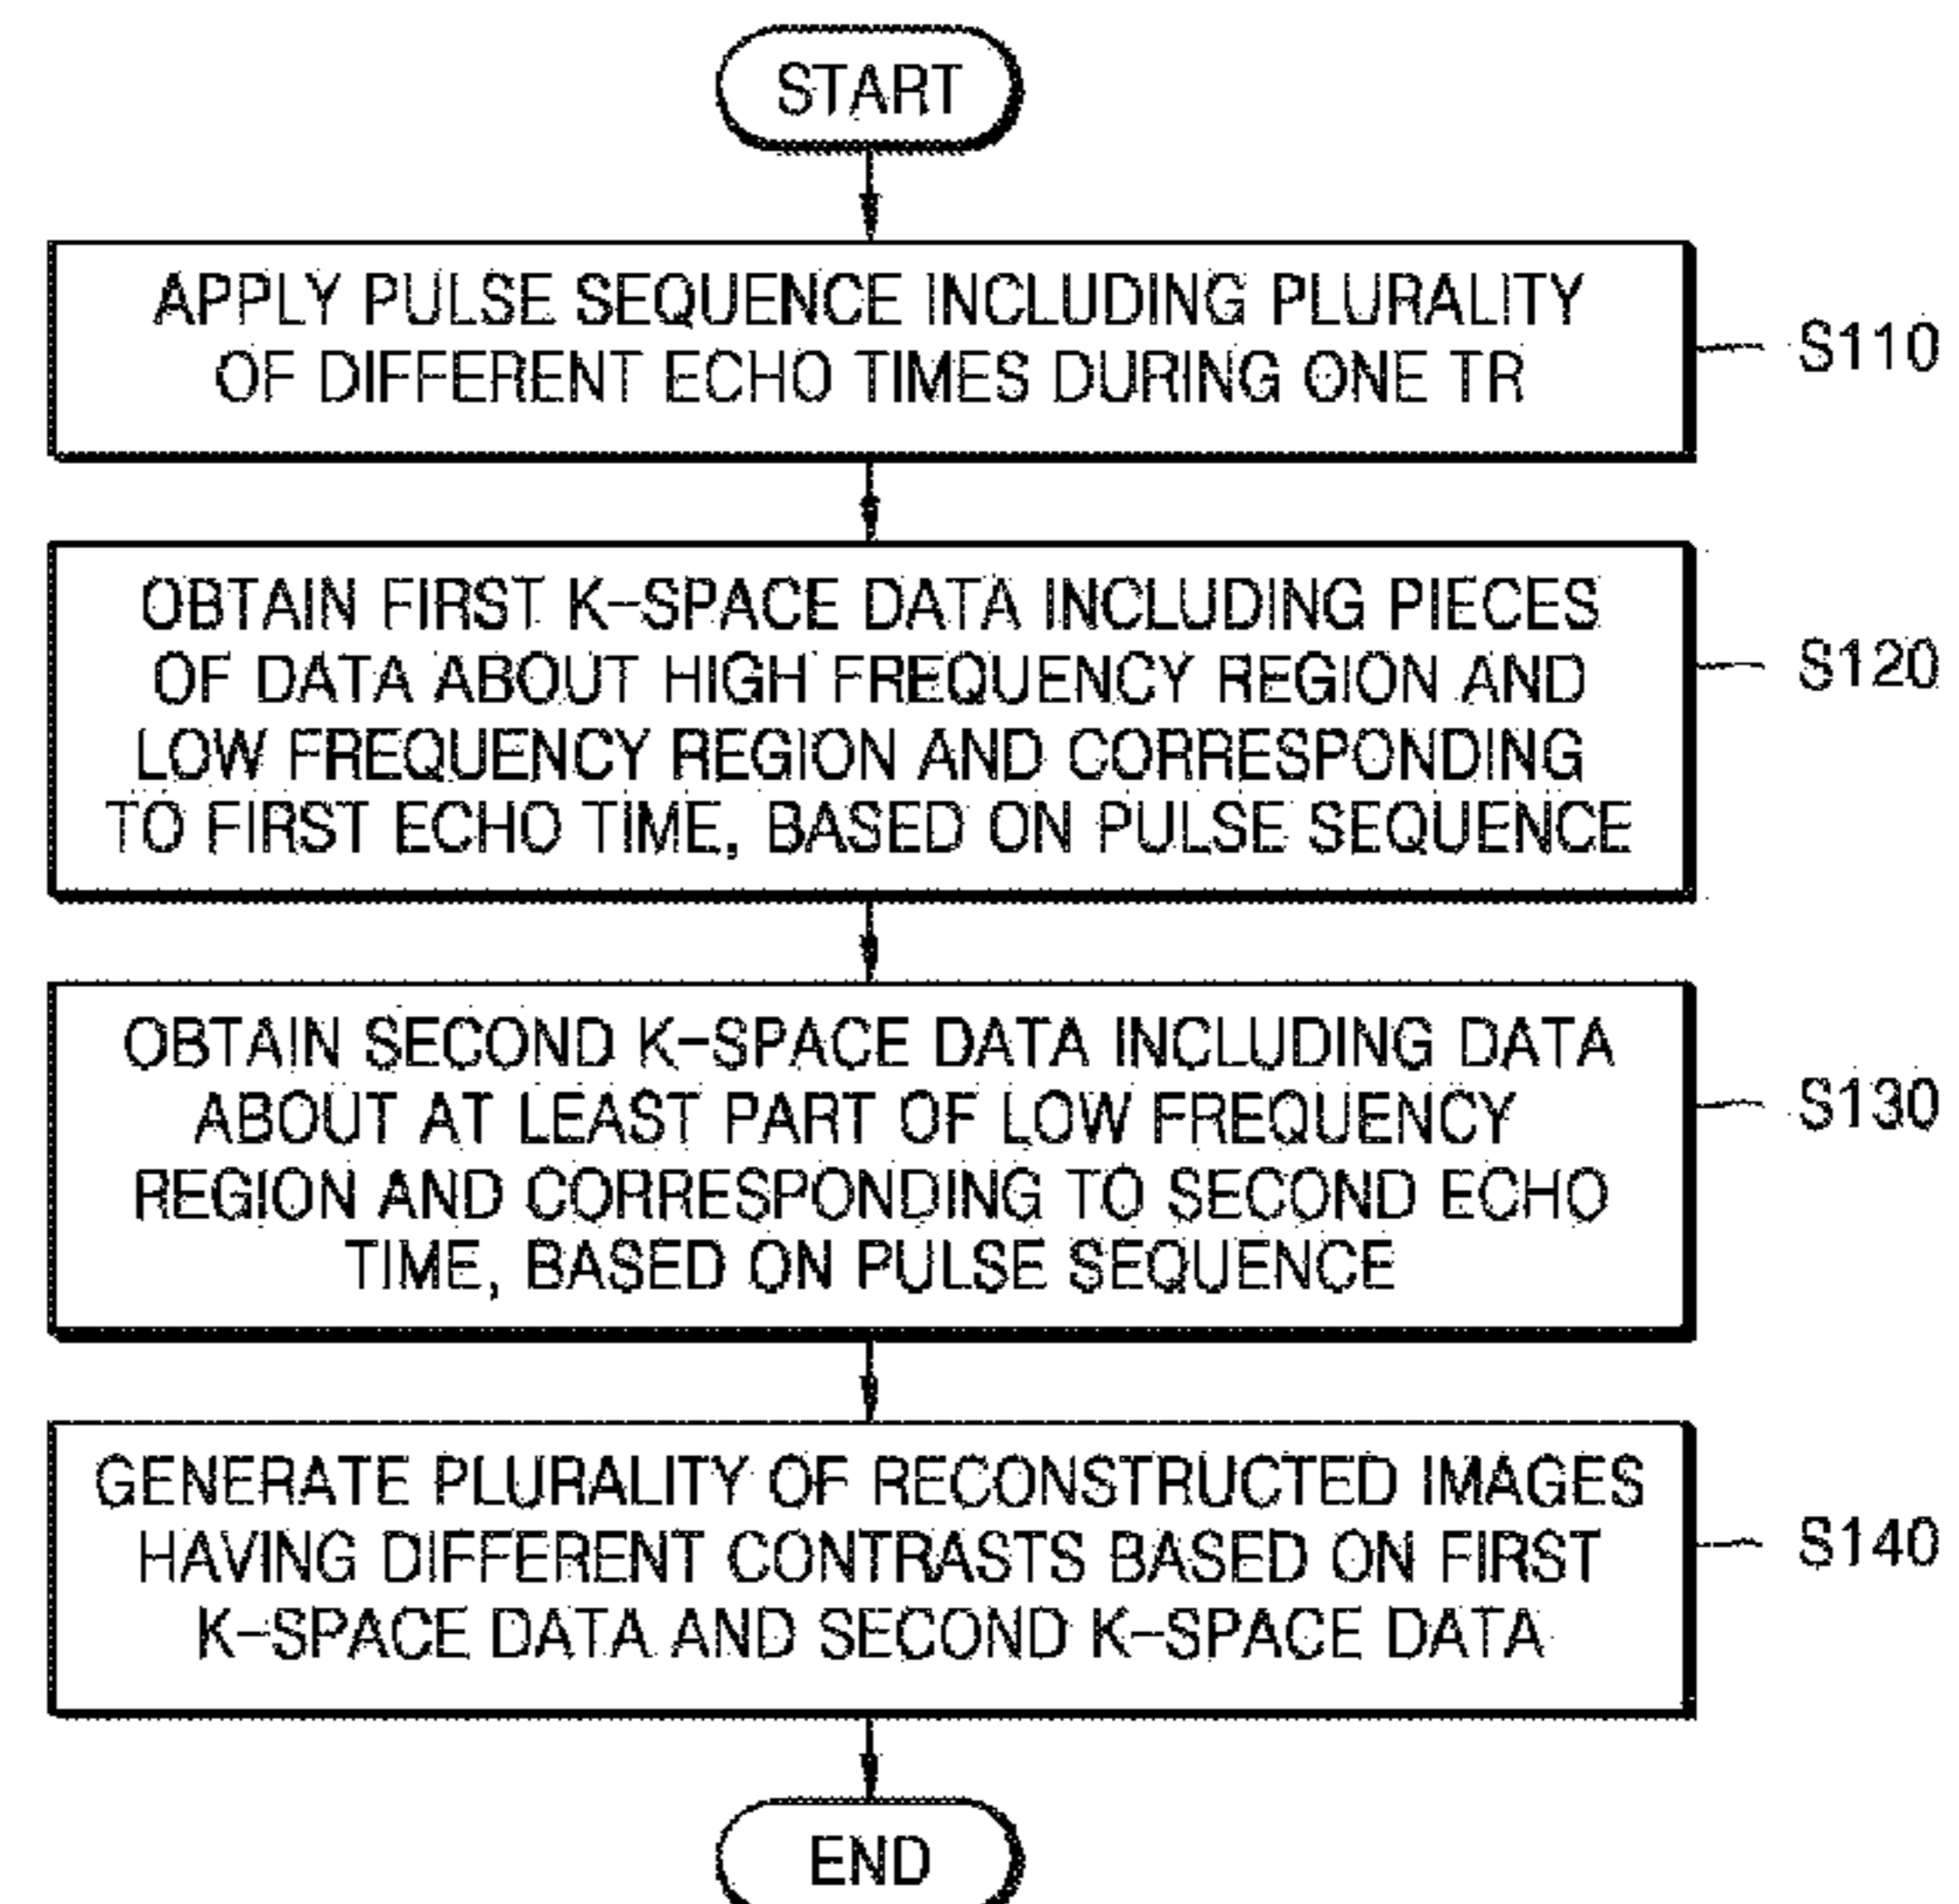 START
APPLY PULSE SEQUENCE INCLUDING PLURALITY
OF DIFFERENT ECHO TIMES DURING ONE TR
S110
OBTAIN FIRST K-SPACE DATA INCLUDING PIECES
OF DATA ABOUT HIGH FREQUENCY REGION AND
LOW FREQUENCY REGION AND CORRESPONDING
TO FIRST ECHO TIME, BASED ON PULSE SEQUENCE
S120
OBTAIN SECOND K-SPACE DATA INCLUDING DATA
ABOUT AT LEAST PART OF LOW FREQUENCY
REGION AND CORRESPONDING TO SECOND ECHO
TIME, BASED ON PULSE SEQUENCE
S130
GENERATE PLURALITY OF RECONSTRUCTED IMAGES
HAVING DIFFERENT CONTRASTS BASED ON FIRST
K-SPACE DATA AND SECOND K-SPACE DATA
S140
END